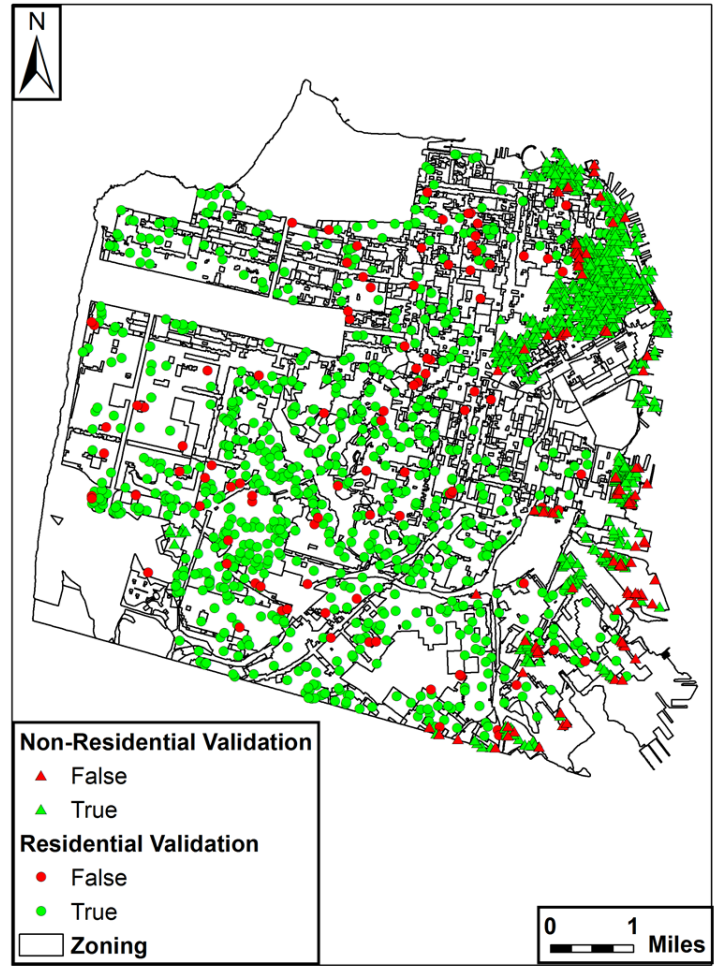 N
Non-Residential Validation
False
True
Residential Validation
False
True
Zoning
0 1
Miles